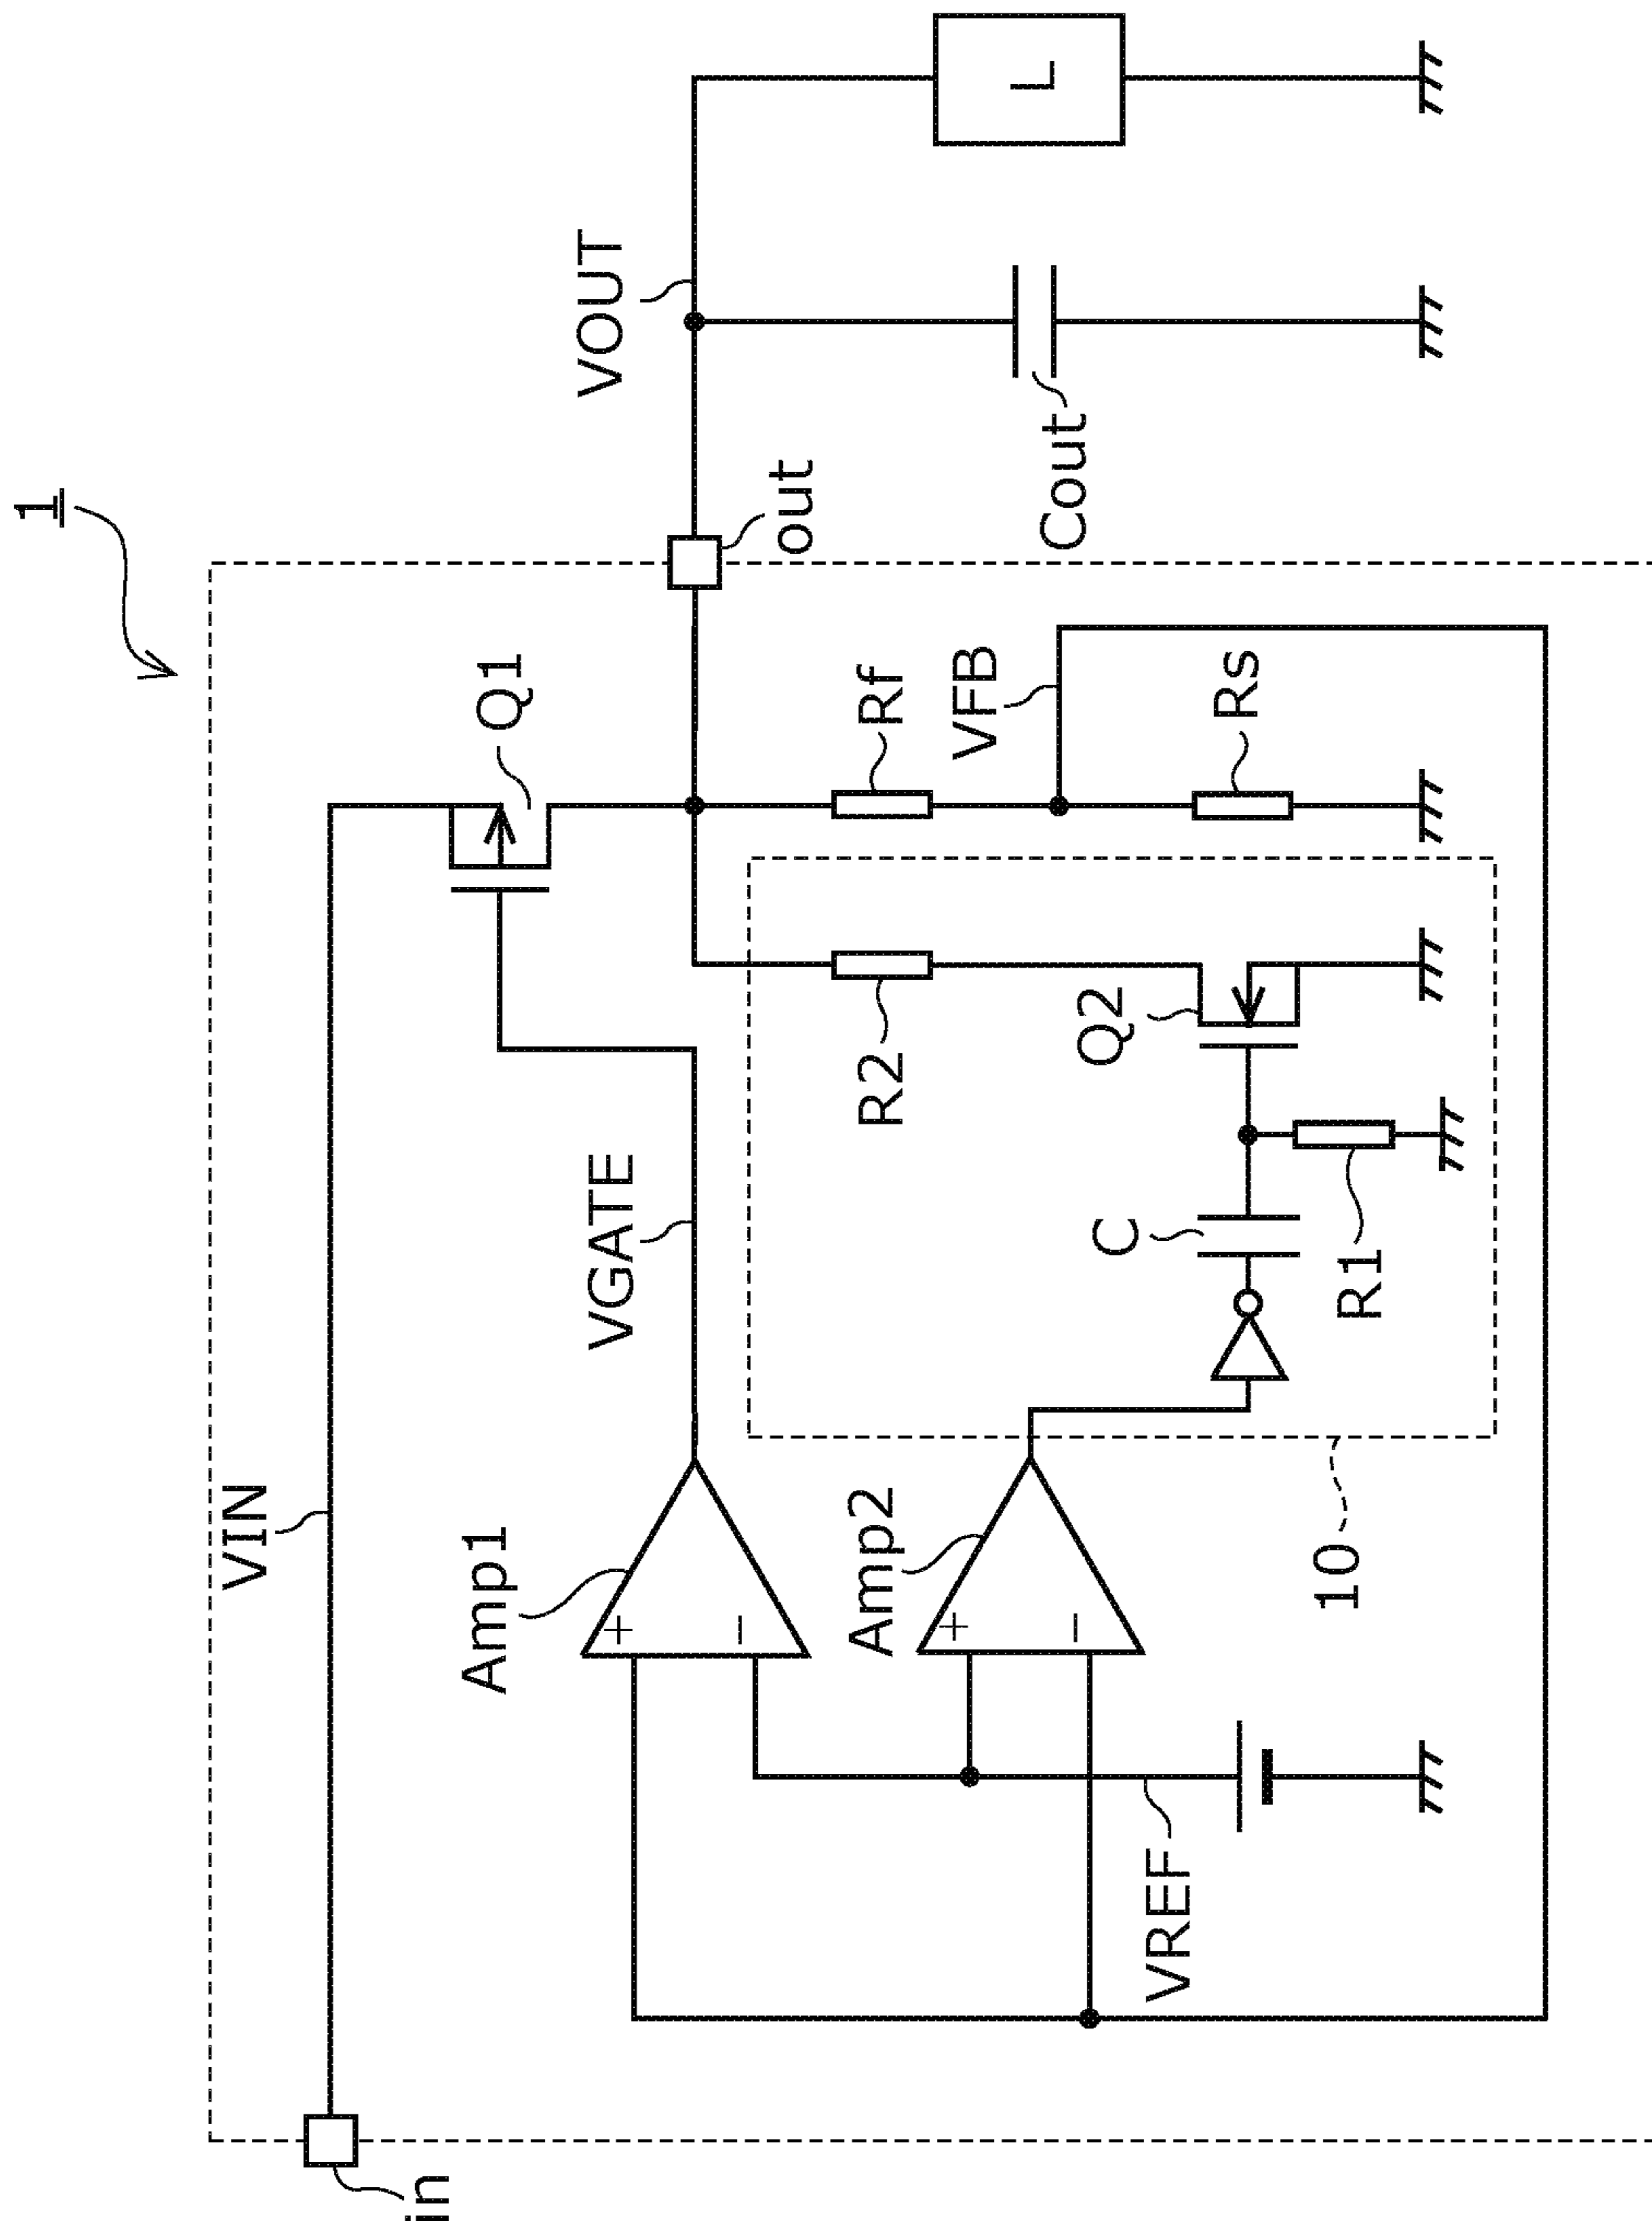 1
VIN
in
Q1
Amp1
+
−
VGATE
VOUT
out
Amp2
+
−
R2
Rf
VFB
Rs
Q2
C
R1
10
VREF
Cout
L